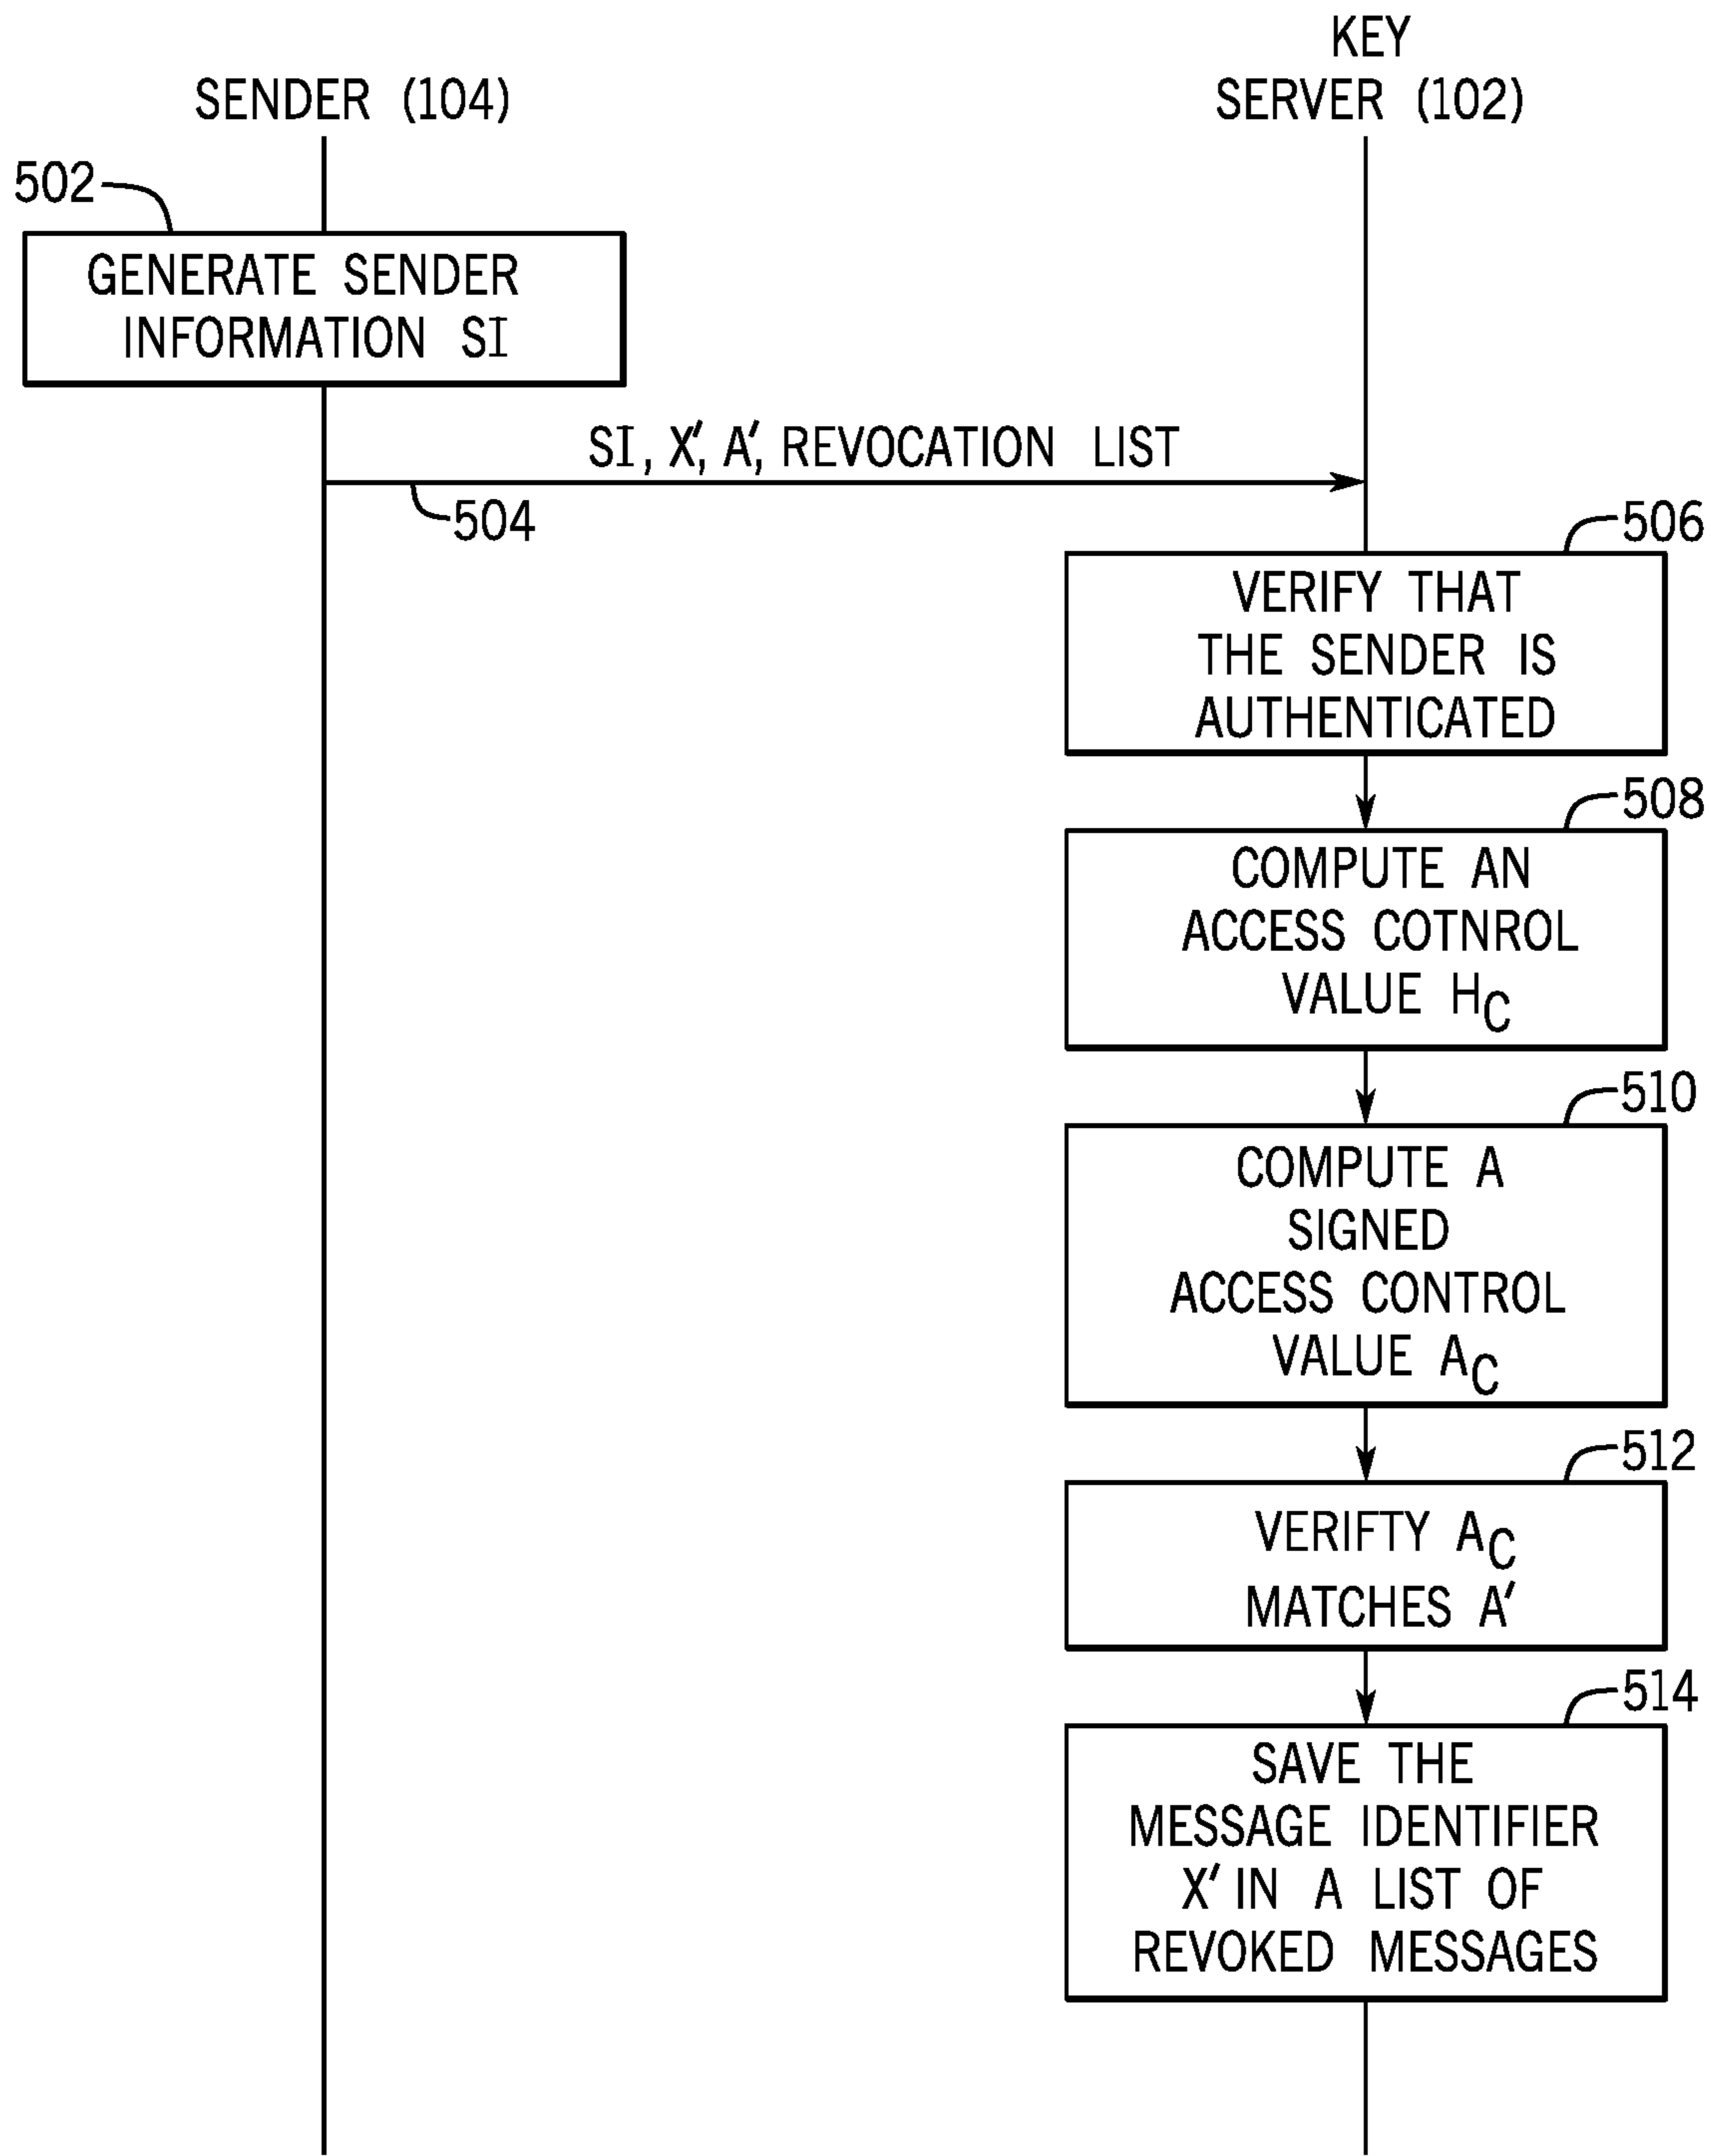 KEY
SENDER (104)
SERVER (102)
502
GENERATE SENDER
INFORMATION SI
SI, X', A', REVOCATION LIST
504
506
VERIFY THAT
THE SENDER IS
AUTHENTICATED
508
COMPUTE AN
ACCESS COTNROL
VALUE HC
510
COMPUTE A
SIGNED
ACCESS CONTROL
VALUE AC
512
VERIFTY AC
MATCHES A'
514
SAVE THE
MESSAGE IDENTIFIER
X' IN A LIST OF
REVOKED MESSAGES